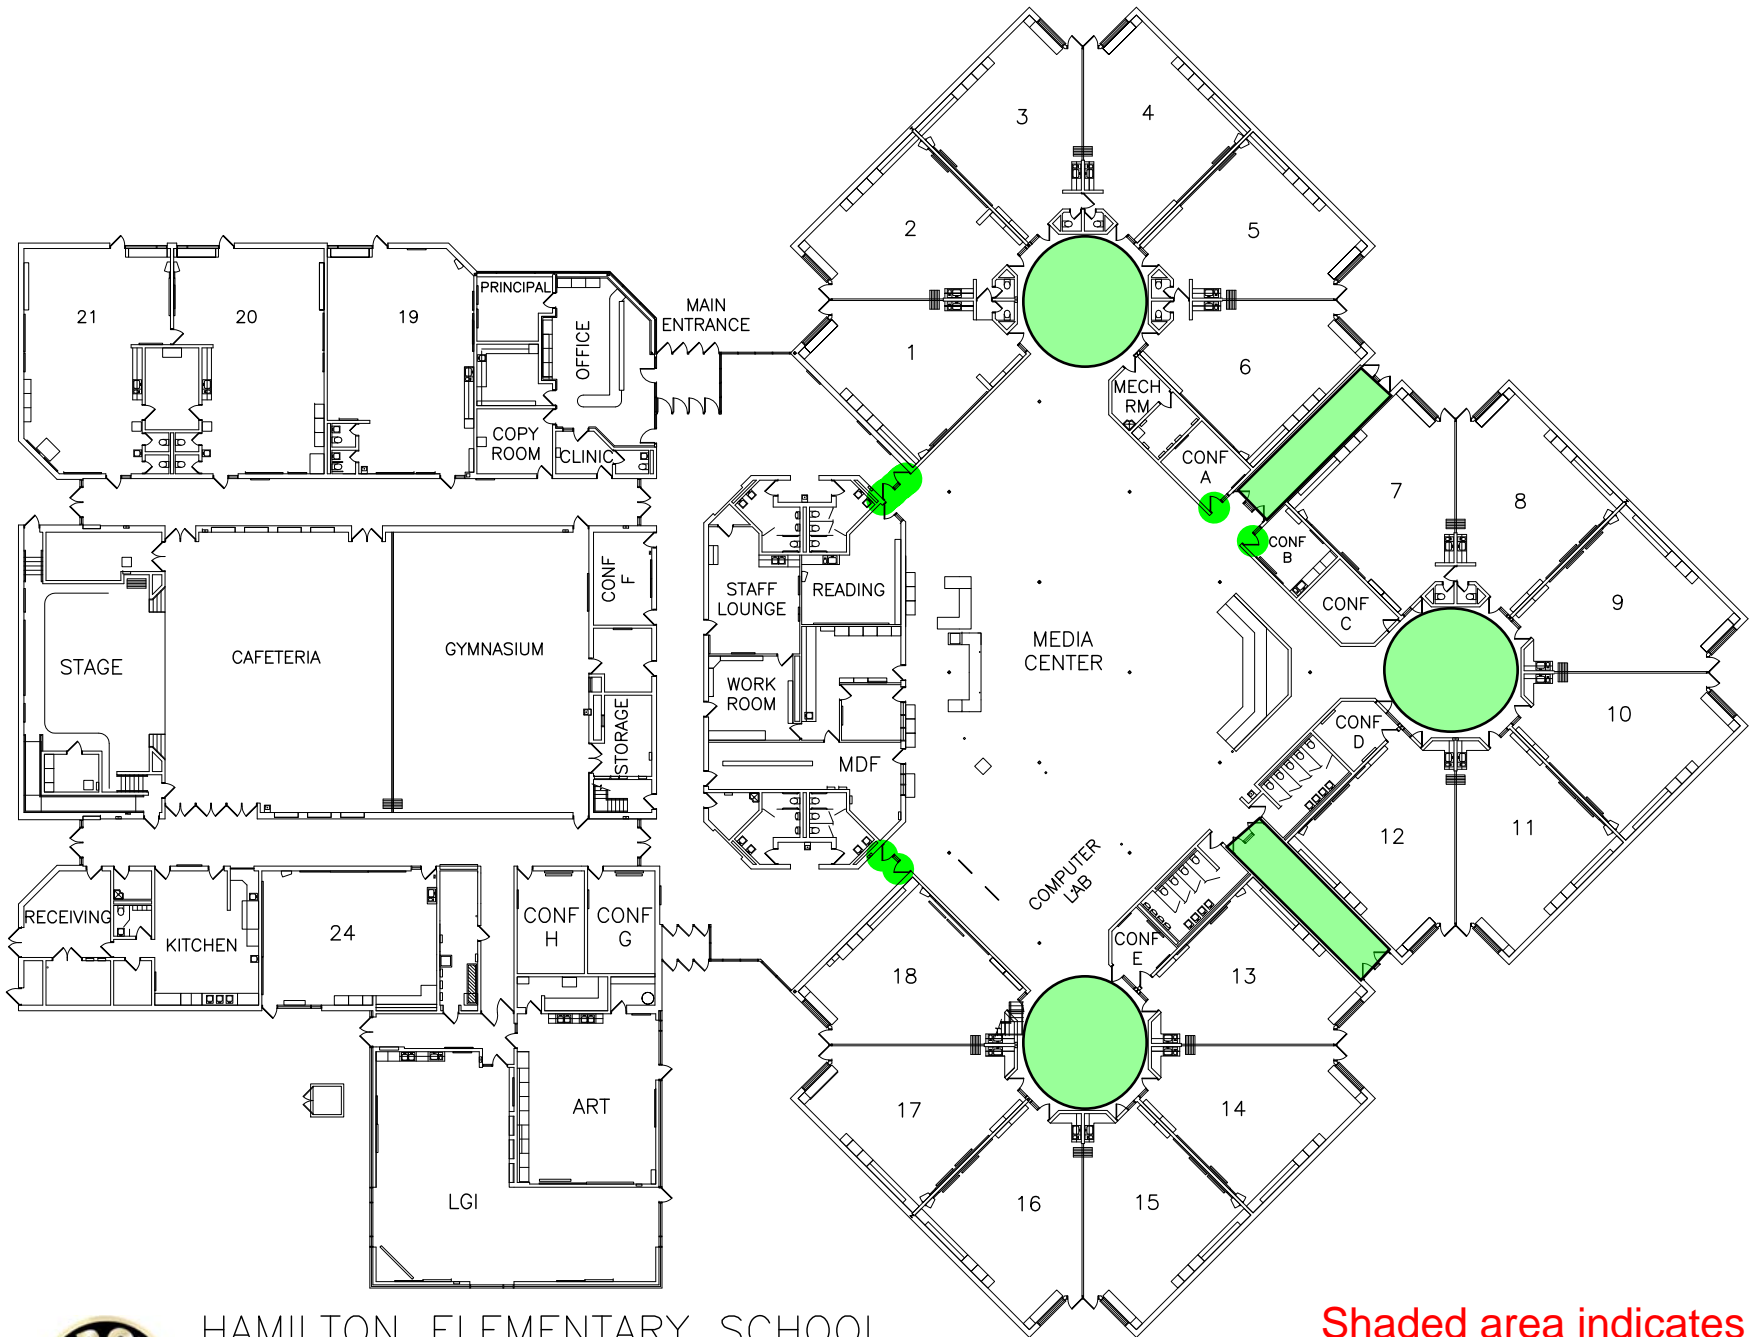 3
4
2
5
21
20
19
PRINCIPAL
OFFICE
MAIN
ENTRANCE
1
6
MECH
RM
COPY
ROOM
CLINIC
CONF
A
7
8
CONF
B
CONF
F
STAFF
LOUNGE
READING
CONF
C
9
STAGE
CAFETERIA
GYMNASIUM
MEDIA
CENTER
WORK
ROOM
STORAGE
CONF
D
10
MDF
12
11
COMPUTER
LAB
RECEIVING
KITCHEN
24
CONF
H
CONF
G
CONF
E
18
13
17
14
ART
LGI
16
15
HAMILTON ELEMENTARY SCHOOL
Shaded area indicates